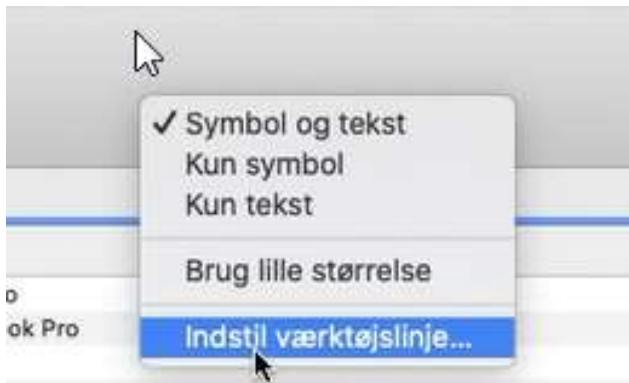 Symbol og tekst
Kun symbol
Kun tekst
Brug lille størrelse
o
ok Pro
Indstil værktøjslinje...